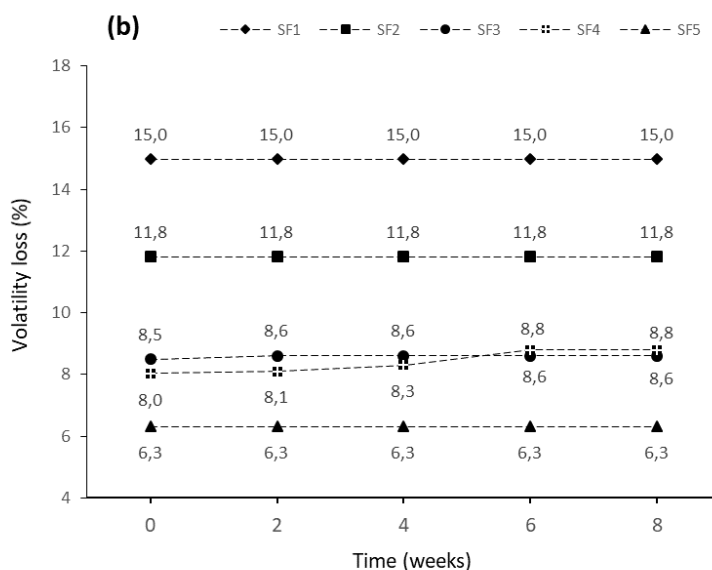 (b) SF1 SF2 SF3 SF4 SF5
18
16
14
12
10
8
6
4
Volatility loss (%)
15,0 15,0 15,0 15,0 15,0
11,8 11,8 11,8 11,8 11,8
8,5 8,6 8,6 8,8 8,8
8,0 8,1 8,3 8,6 8,6
6,3 6,3 6,3 6,3 6,3
0 2 4 6 8
Time (weeks)